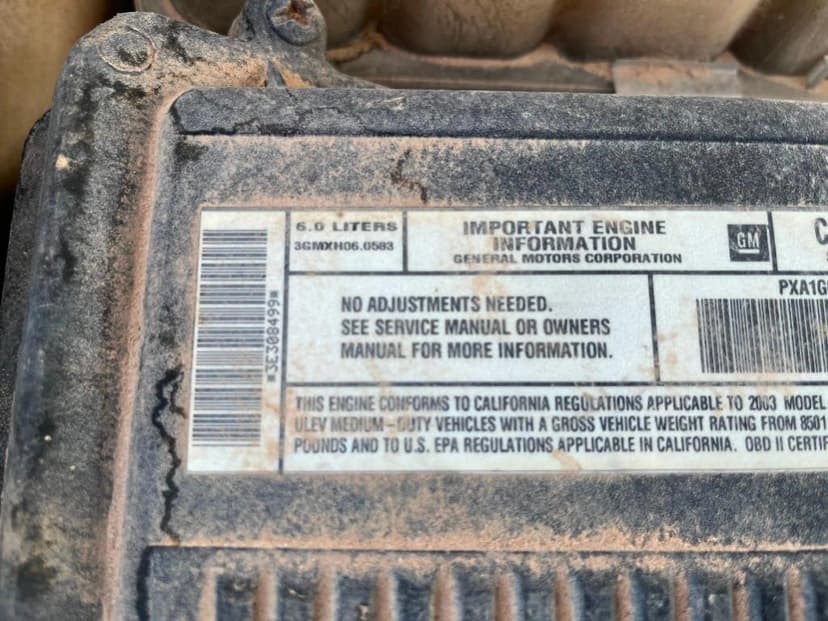 *3E308499*
6.0 LITERS
3GMXH06.0583
IMPORTANT ENGINE
INFORMATION
GENERAL MOTORS CORPORATION
GM
C
NO ADJUSTMENTS NEEDED.
SEE SERVICE MANUAL OR OWNERS
MANUAL FOR MORE INFORMATION.
PXA1G
THIS ENGINE CONFORMS TO CALIFORNIA REGULATIONS APPLICABLE TO 2003 MODEL
ULEV MEDIUM-DUTY VEHICLES WITH A GROSS VEHICLE WEIGHT RATING FROM 8501
POUNDS AND TO U.S. EPA REGULATIONS APPLICABLE IN CALIFORNIA. OBD II CERTIF